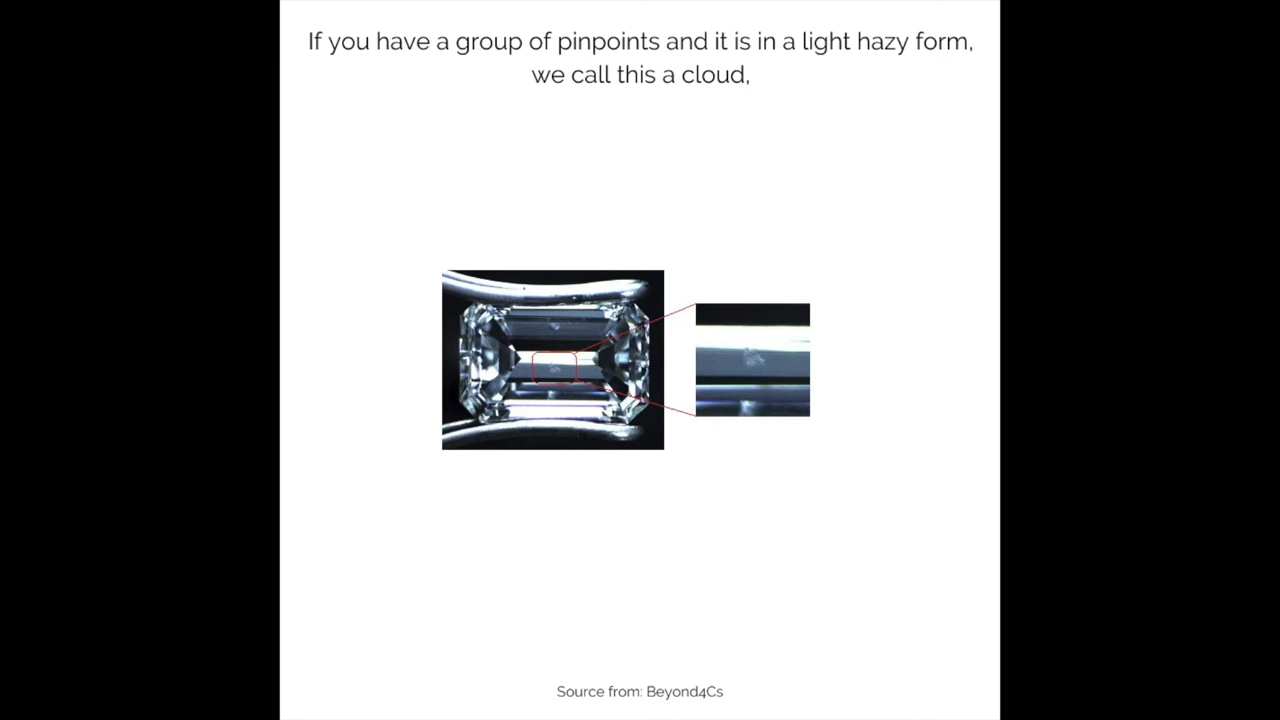 If you have a group of pinpoints and it is in a light hazy form,
we call this a cloud,
Source from: Beyond4Cs